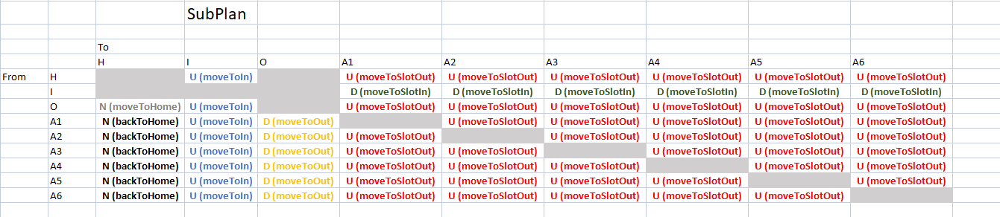 SubPlan
To
H I O A1 A2 A3 A4 A5 A6
From H U (moveToIn) U (moveToSlotOut) U (moveToSlotOut) U (moveToSlotOut) U (moveToSlotOut) U (moveToSlotOut) U (moveToSlotOut)
I D (moveToSlotIn) D (moveToSlotIn) D (moveToSlotIn) D (moveToSlotIn) D (moveToSlotIn) D (moveToSlotIn)
O N (moveToHome) U (moveToIn) U (moveToSlotOut) U (moveToSlotOut) U (moveToSlotOut) U (moveToSlotOut) U (moveToSlotOut) U (moveToSlotOut)
A1 N (backToHome) U (moveToIn) D (moveToOut) U (moveToSlotOut) U (moveToSlotOut) U (moveToSlotOut) U (moveToSlotOut) U (moveToSlotOut)
A2 N (backToHome) U (moveToIn) D (moveToOut) U (moveToSlotOut) U (moveToSlotOut) U (moveToSlotOut) U (moveToSlotOut) U (moveToSlotOut)
A3 N (backToHome) U (moveToIn) D (moveToOut) U (moveToSlotOut) U (moveToSlotOut) U (moveToSlotOut) U (moveToSlotOut) U (moveToSlotOut)
A4 N (backToHome) U (moveToIn) D (moveToOut) U (moveToSlotOut) U (moveToSlotOut) U (moveToSlotOut) U (moveToSlotOut) U (moveToSlotOut)
A5 N (backToHome) U (moveToIn) D (moveToOut) U (moveToSlotOut) U (moveToSlotOut) U (moveToSlotOut) U (moveToSlotOut) U (moveToSlotOut)
A6 N (backToHome) U (moveToIn) D (moveToOut) U (moveToSlotOut) U (moveToSlotOut) U (moveToSlotOut) U (moveToSlotOut) U (moveToSlotOut)